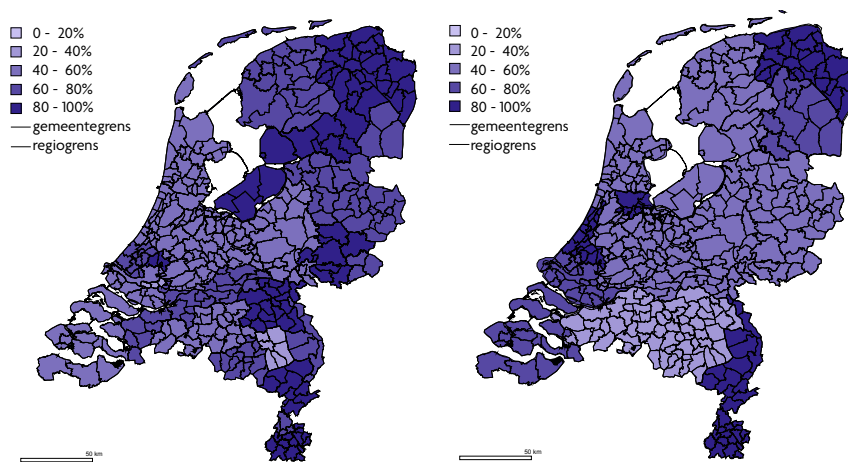 0 - 20%
20 - 40%
40 - 60%
60 - 80%
80 - 100%
gemeentegrens
regiogrens
50 km
0 - 20%
20 - 40%
40 - 60%
60 - 80%
80 - 100%
gemeentegrens
regiogrens
50 km